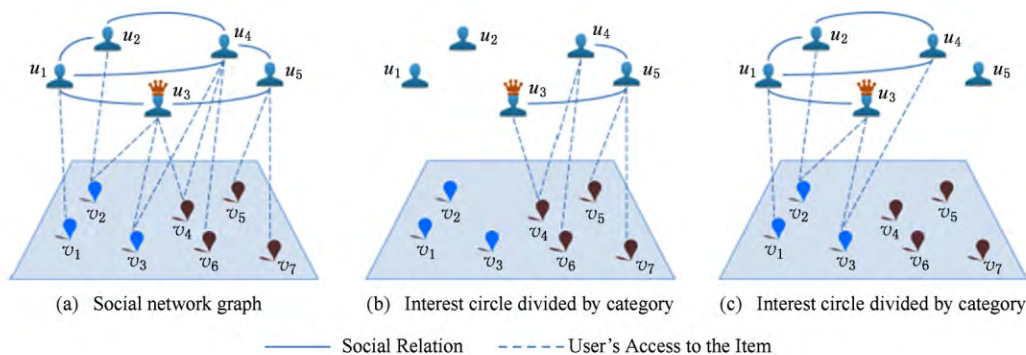 u₂ u₄ u₁ u₅ u₃
v₂ v₅ v₄ v₁ v₃ v₆ v₇
(a) Social network graph
u₂ u₄ u₁ u₅ u₃
v₂ v₅ v₄ v₁ v₃ v₆ v₇
(b) Interest circle divided by category
u₂ u₄ u₁ u₅ u₃
v₂ v₅ v₄ v₁ v₃ v₆ v₇
(c) Interest circle divided by category
Social Relation
User's Access to the Item